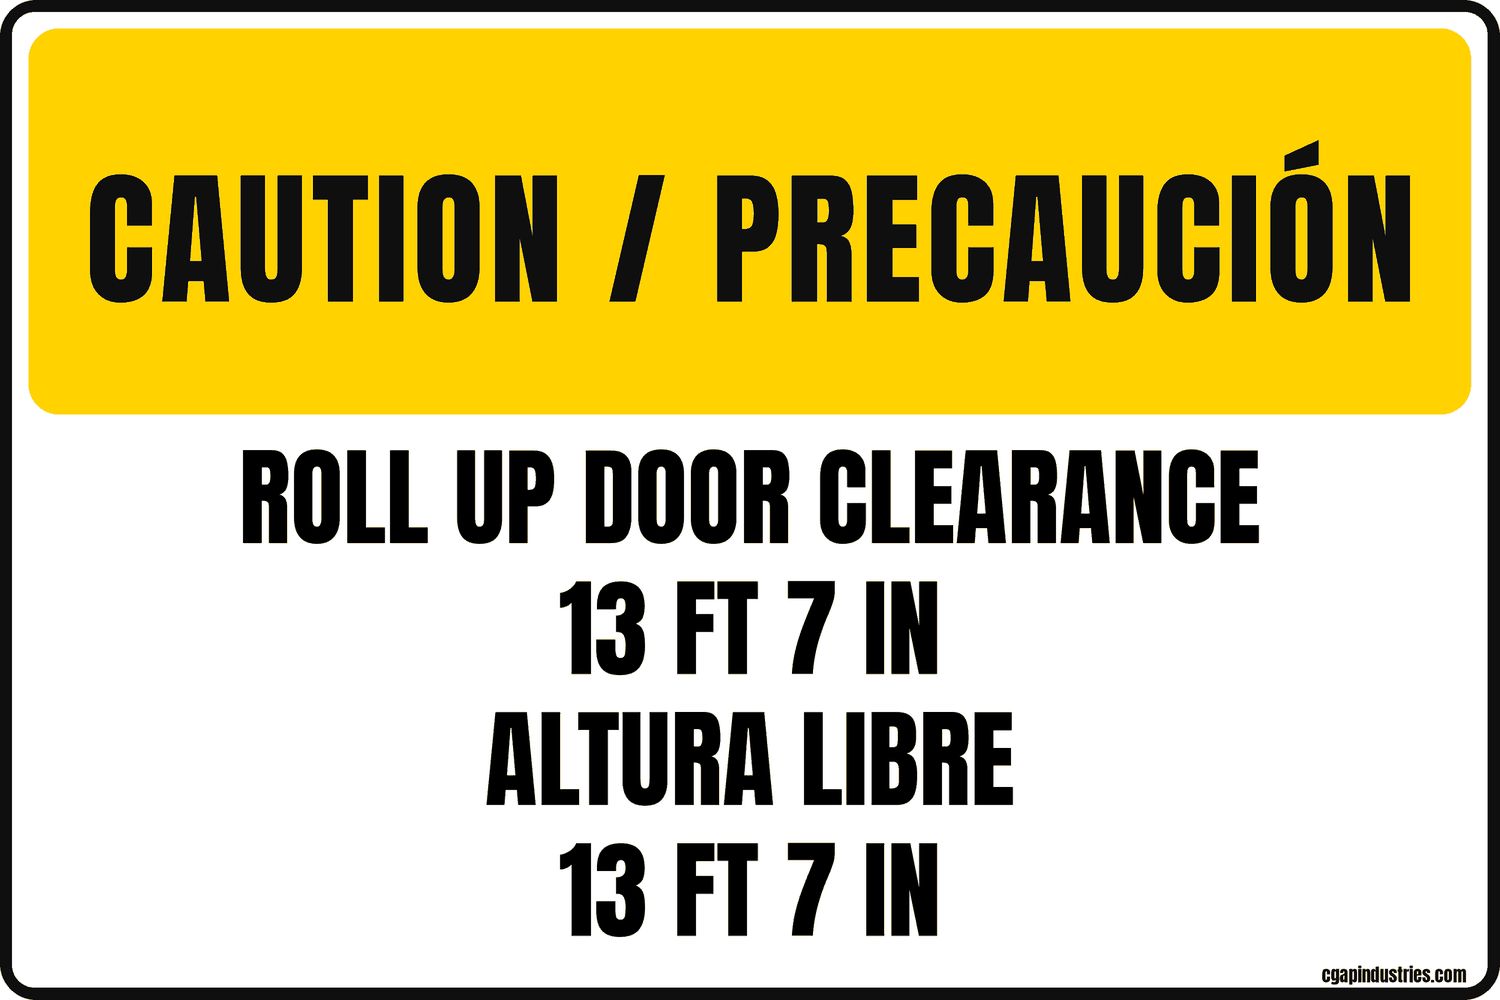 CAUTION / PRECAUCIÓN
ROLL UP DOOR CLEARANCE
13 FT 7 IN
ALTURA LIBRE
13 FT 7 IN
cgapindustries.com